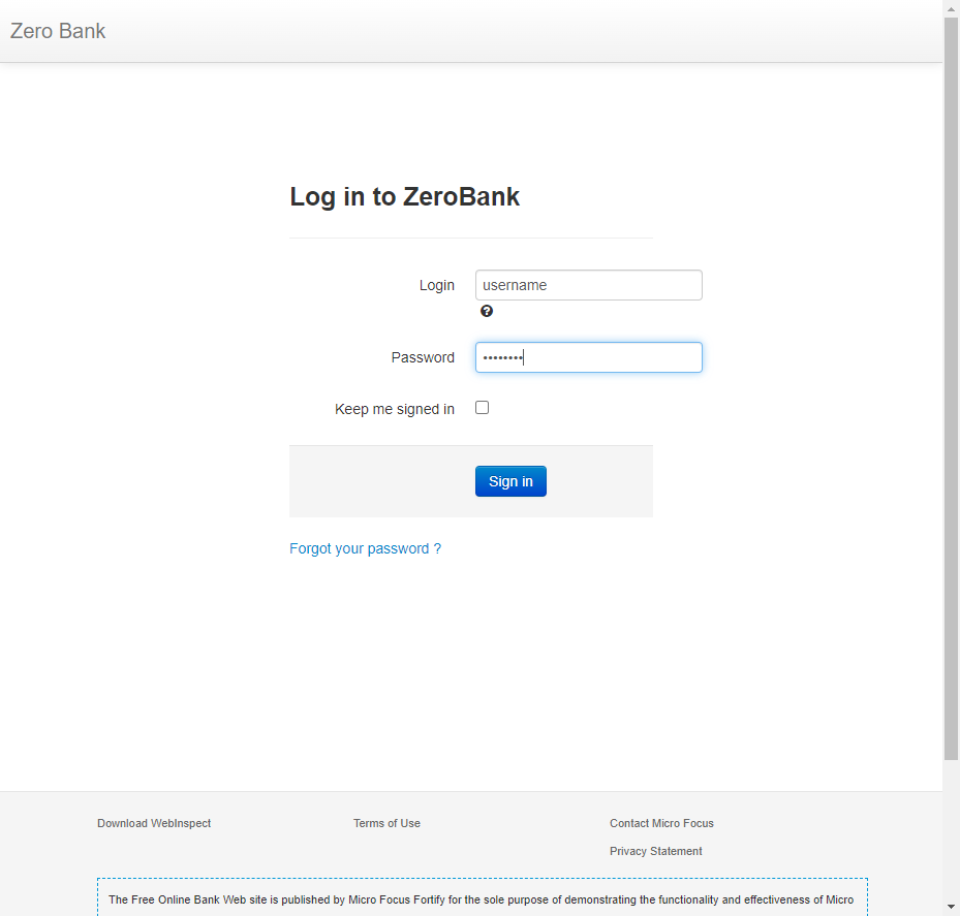 Zero Bank
Log in to ZeroBank
Login username
Password ••••••••
Keep me signed in
Sign in
Forgot your password ?
Download WebInspect Terms of Use Contact Micro Focus
Privacy Statement
The Free Online Bank Web site is published by Micro Focus Fortify for the sole purpose of demonstrating the functionality and effectiveness of Micro